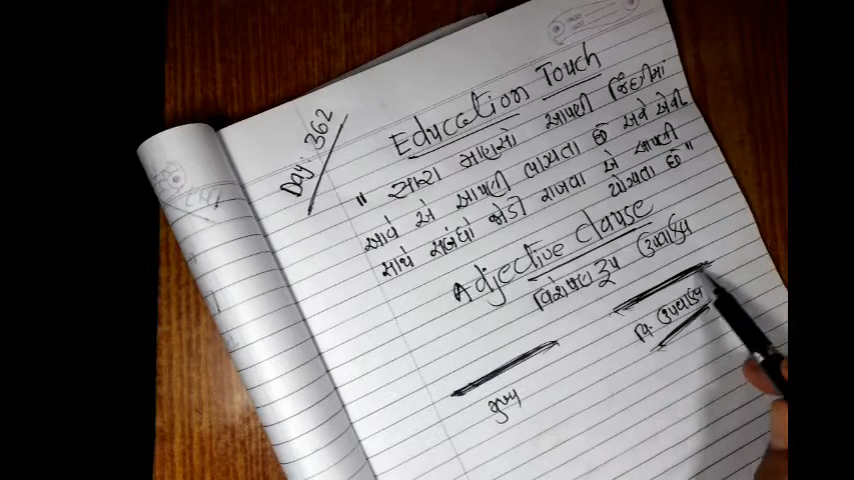 Day: 362
Education Touch
" સારા માણસો આપણી જિંદગીમાં
આવે એ આપણી ભાગ્યતા છે અને એવી
સાથે સંબંધો જોડી રાખવા એ આપણી
યોગ્યતા છે "
Adjective clause
વિશેષણ રૂપ ઉપવાક્ય
વિ. ઉપવાક્ય
મુખ્ય